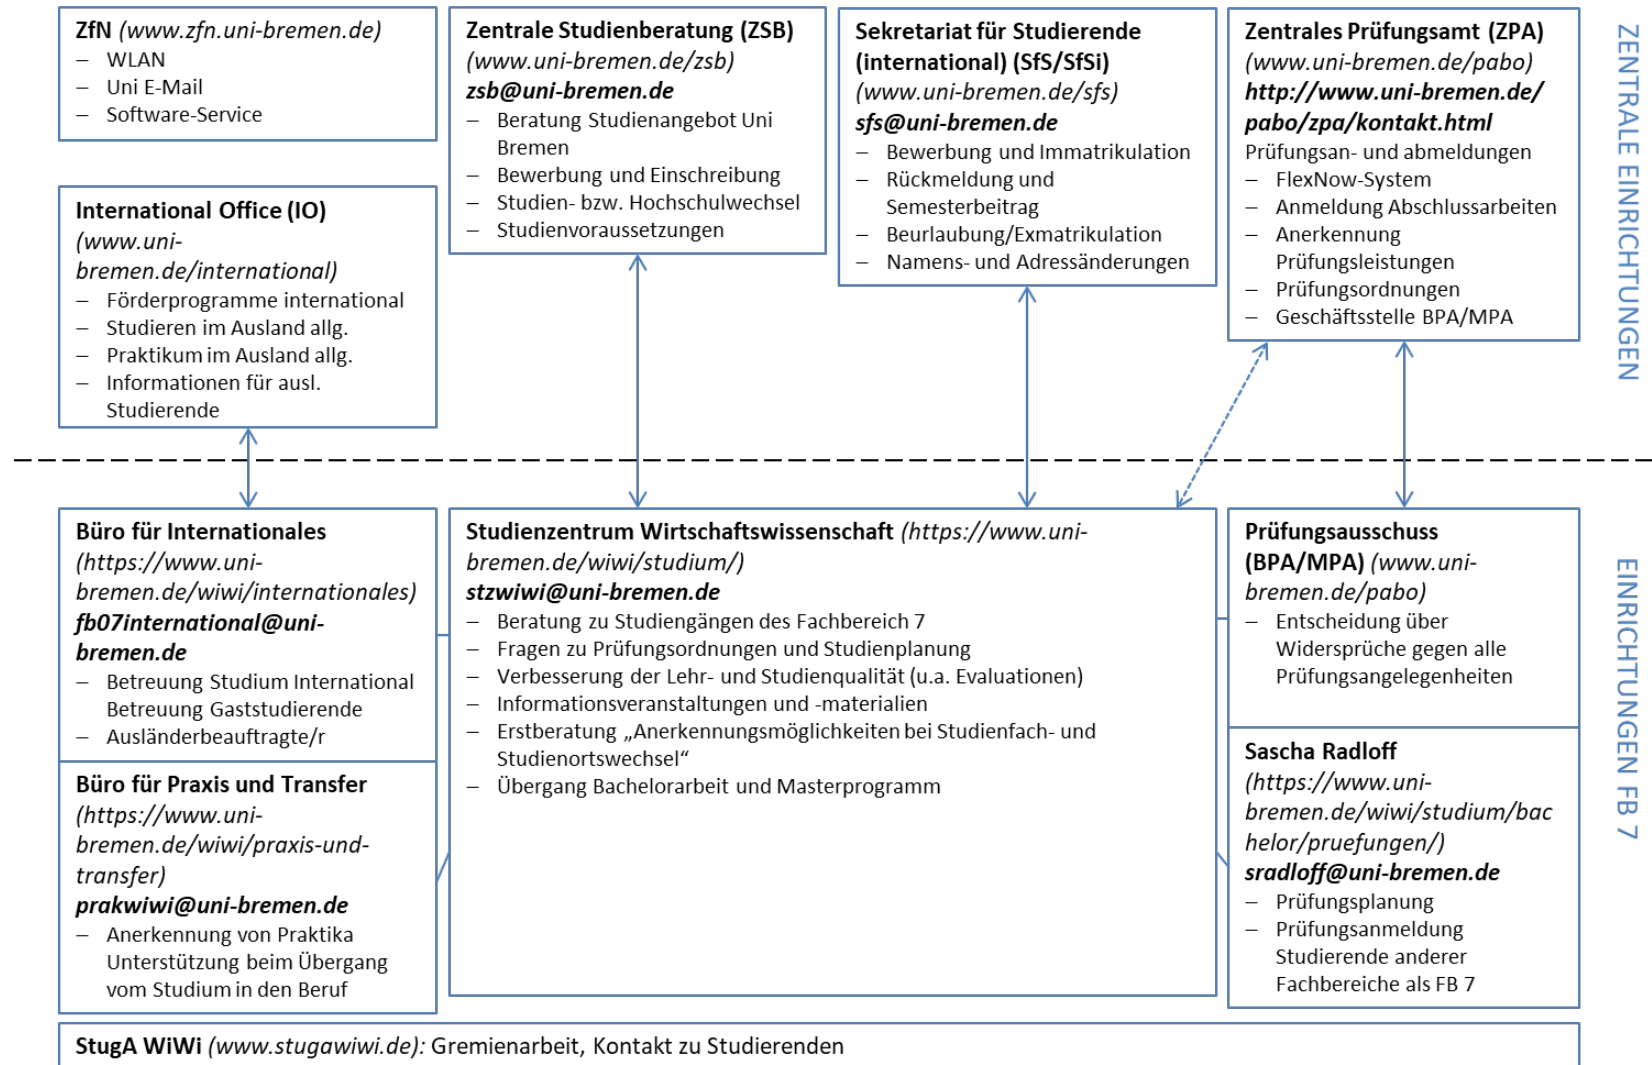 ZfN (www.zfn.uni-bremen.de)
– WLAN
– Uni E-Mail
– Software-Service
International Office (IO)
(www.uni-
bremen.de/international)
– Förderprogramme international
– Studieren im Ausland allg.
– Praktikum im Ausland allg.
– Informationen für ausl.
Studierende
Zentrale Studienberatung (ZSB)
(www.uni-bremen.de/zsb)
zsb@uni-bremen.de
– Beratung Studienangebot Uni
Bremen
– Bewerbung und Einschreibung
– Studien- bzw. Hochschulwechsel
– Studienvoraussetzungen
Sekretariat für Studierende
(international) (SfS/SfSi)
(www.uni-bremen.de/sfs)
sfs@uni-bremen.de
– Bewerbung und Immatrikulation
– Rückmeldung und
Semesterbeitrag
– Beurlaubung/Exmatrikulation
– Namens- und Adressänderungen
Zentrales Prüfungsamt (ZPA)
(www.uni-bremen.de/pabo)
http://www.uni-bremen.de/
pabo/zpa/kontakt.html
Prüfungsan- und abmeldungen
– FlexNow-System
– Anmeldung Abschlussarbeiten
– Anerkennung
Prüfungsleistungen
– Prüfungsordnungen
– Geschäftsstelle BPA/MPA
ZENTRALE EINRICHTUNGEN
Büro für Internationales
(https://www.uni-
bremen.de/wiwi/internationales)
fb07international@uni-
bremen.de
– Betreuung Studium International
Betreuung Gaststudierende
– Ausländerbeauftragte/r
Büro für Praxis und Transfer
(https://www.uni-
bremen.de/wiwi/praxis-und-
transfer)
prakwiwi@uni-bremen.de
– Anerkennung von Praktika
Unterstützung beim Übergang
vom Studium in den Beruf
Studienzentrum Wirtschaftswissenschaft (https://www.uni-
bremen.de/wiwi/studium/)
stzwiwi@uni-bremen.de
– Beratung zu Studiengängen des Fachbereich 7
– Fragen zu Prüfungsordnungen und Studienplanung
– Verbesserung der Lehr- und Studienqualität (u.a. Evaluationen)
– Informationsveranstaltungen und -materialien
– Erstberatung „Anerkennungsmöglichkeiten bei Studienfach- und
Studienortswechsel“
– Übergang Bachelorarbeit und Masterprogramm
Prüfungsausschuss
(BPA/MPA) (www.uni-
bremen.de/pabo)
– Entscheidung über
Widersprüche gegen alle
Prüfungsangelegenheiten
Sascha Radloff
(https://www.uni-
bremen.de/wiwi/studium/bac
helor/pruefungen/)
sradloff@uni-bremen.de
– Prüfungsplanung
– Prüfungsanmeldung
Studierende anderer
Fachbereiche als FB 7
EINRICHTUNGEN FB 7
StugA WiWi (www.stugawiwi.de): Gremienarbeit, Kontakt zu Studierenden